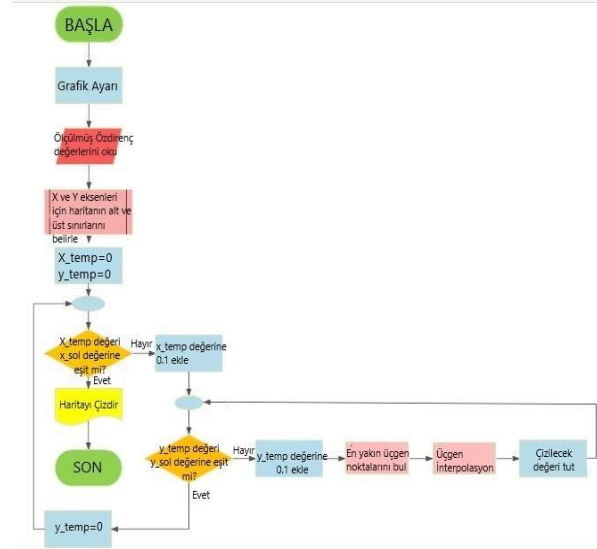 BAŞLA
Grafik Ayarı
Ölçülmüş Özdirenç
değerlerini oku
X ve Y eksenleri
için haritanın alt ve
üst sınırlarını
belirle
X_temp=0
y_temp=0
X_temp değeri
x_sol değerine
eşit mi?
Hayır
x_temp değerine
0.1 ekle
Evet
Haritayı Çizdir
SON
y_temp değeri
y_sol değerine eşit
mi?
Hayır
y_temp değerine
0.1 ekle
En yakın üçgen
noktalarını bul
Üçgen
İnterpolasyon
Çizilecek
değeri tut
Evet
y_temp=0